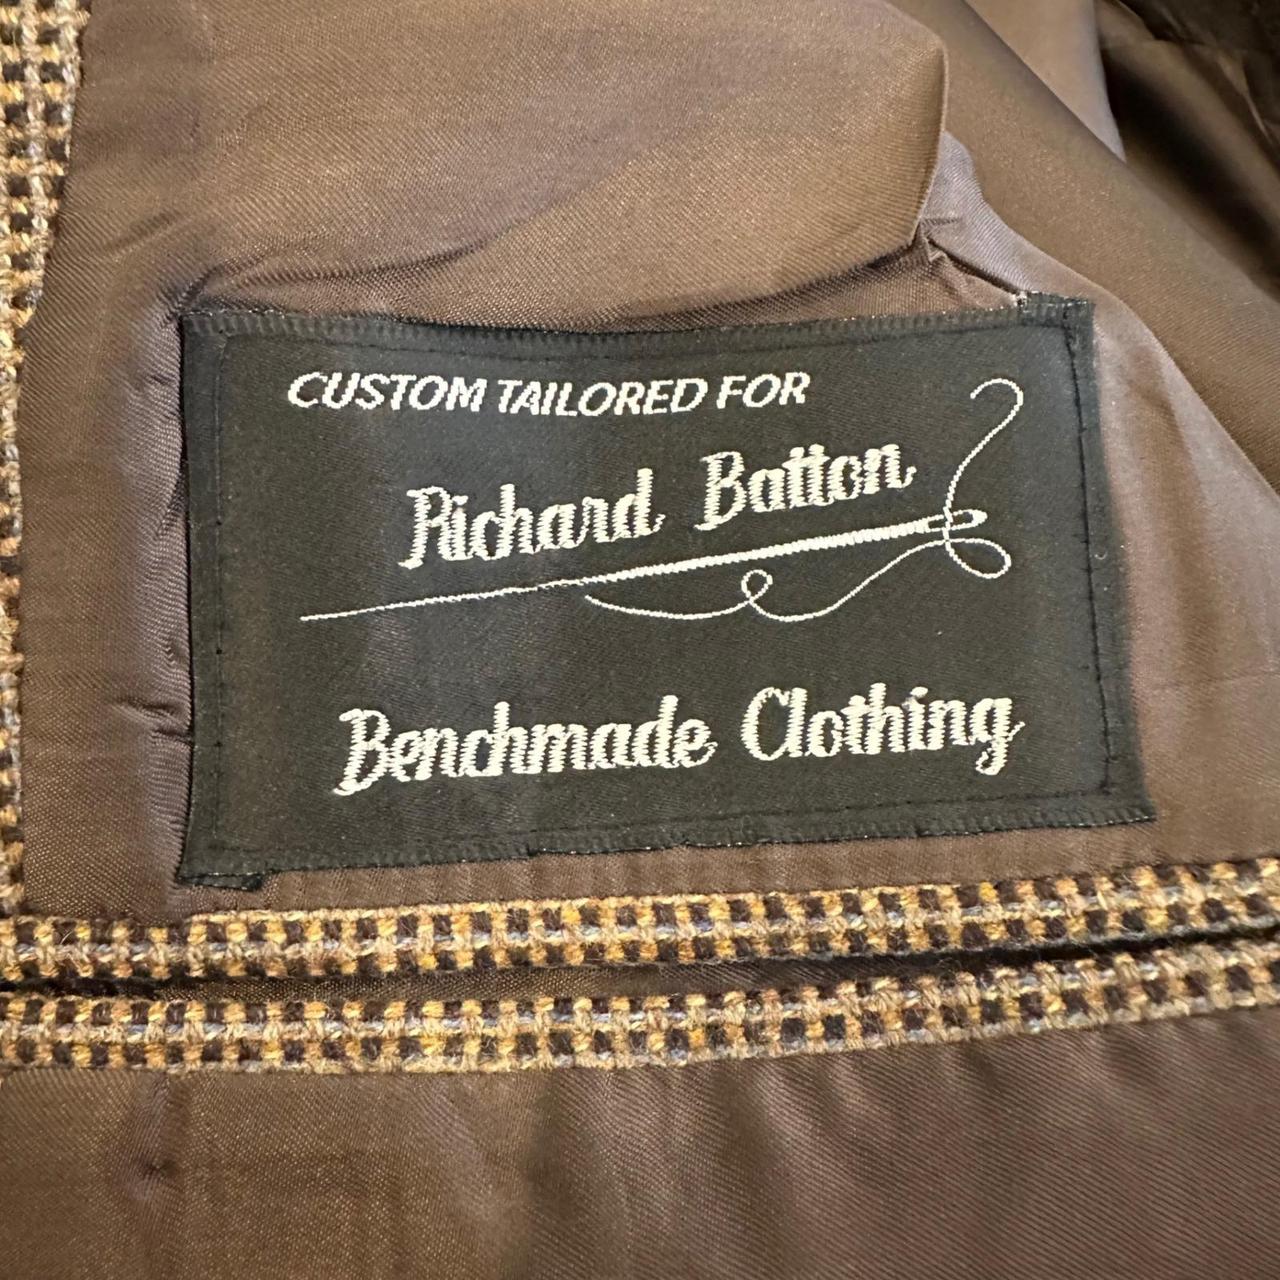 CUSTOM TAILORED FOR
Richard Batton
Benchmade Clothing